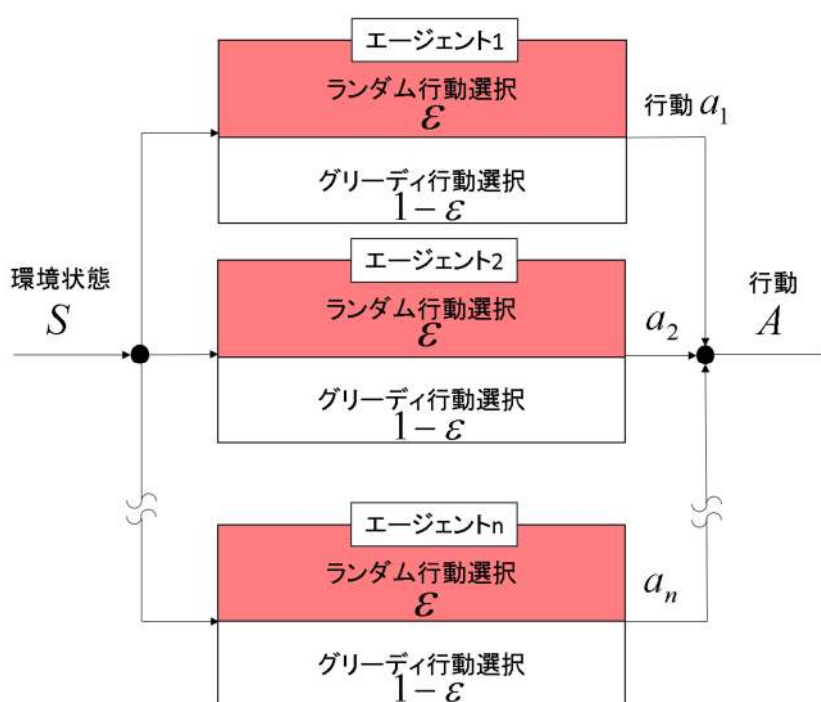 エージェント1
ランダム行動選択
ε
行動 a₁
グリーディ行動選択
1 − ε
環境状態
S
エージェント2
ランダム行動選択
ε
a₂
グリーディ行動選択
1 − ε
行動
A
エージェントn
ランダム行動選択
ε
aₙ
グリーディ行動選択
1 − ε